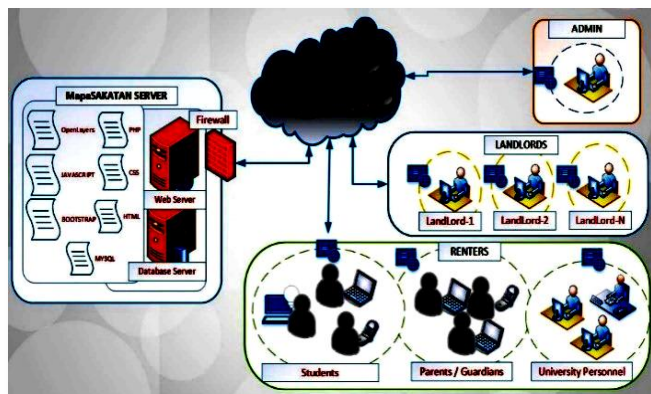 ADMIN
MapaSAKATAN SERVER
Firewall
OpenLayers
PHP
JAVASCRIPT
CSS
BOOTSTRAP
HTML
MYSQL
Web Server
Database Server
LANDLORDS
LandLord-1
LandLord-2
LandLord-N
RENTERS
Students
Parents / Guardians
University Personnel